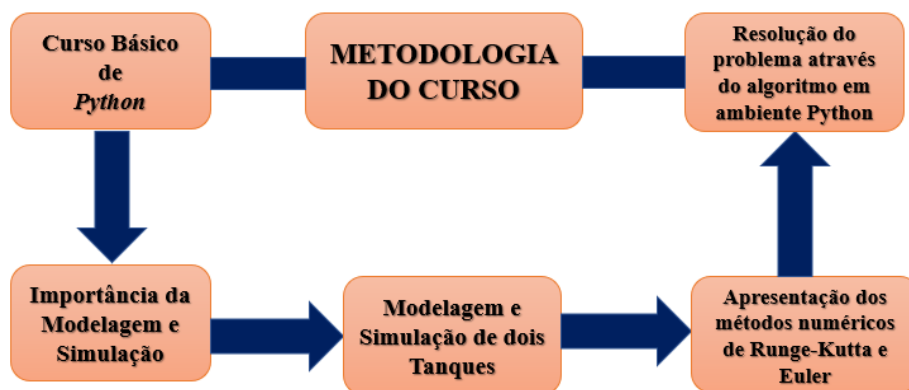 Curso Básico
de
Python
METODOLOGIA
DO CURSO
Resolução do
problema através
do algoritmo em
ambiente Python
Importância da
Modelagem e
Simulação
Modelagem e
Simulação de dois
Tanques
Apresentação dos
métodos numéricos
de Runge-Kutta e
Euler